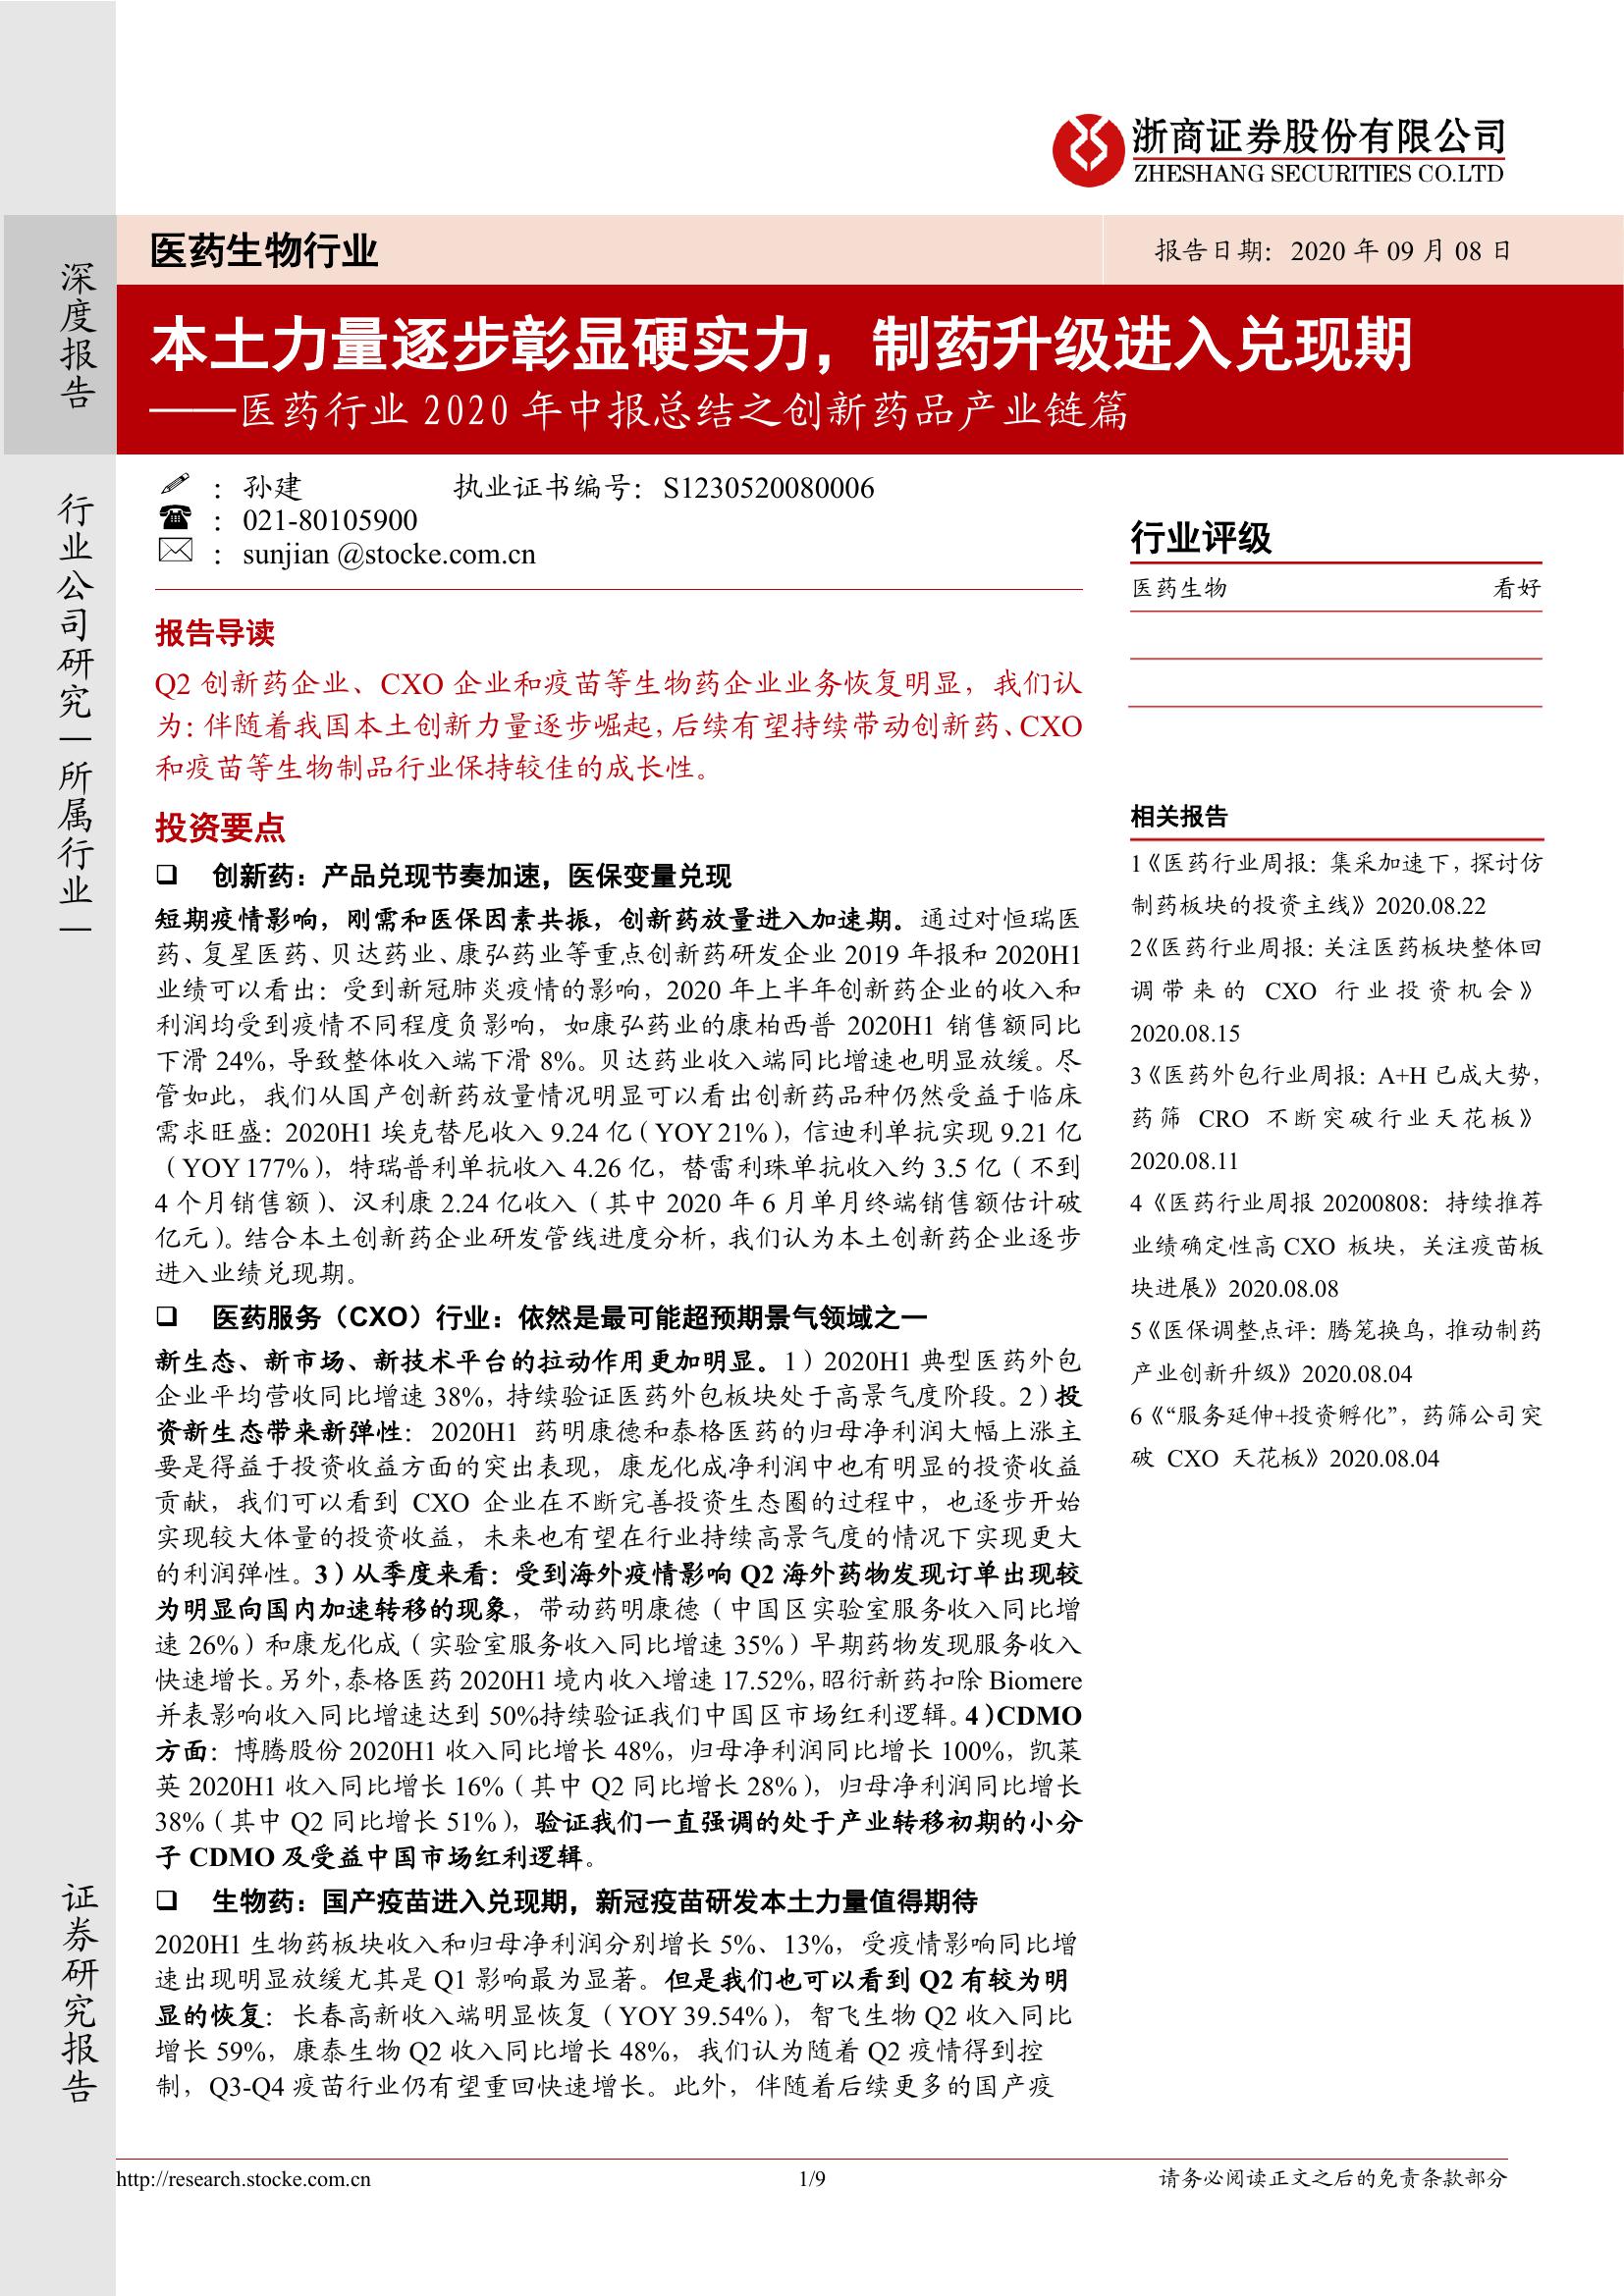 浙商证券股份有限公司
ZHESHANG SECURITIES CO.LTD
医药生物行业
报告日期：2020 年 09 月 08 日
深度报告
本土力量逐步彰显硬实力，制药升级进入兑现期
——医药行业 2020 年中报总结之创新药品产业链篇
行业公司研究｜所属行业｜
：孙建 执业证书编号：S1230520080006
：021-80105900
：sunjian @stocke.com.cn
报告导读
Q2 创新药企业、CXO 企业和疫苗等生物药企业业务恢复明显，我们认
为：伴随着我国本土创新力量逐步崛起，后续有望持续带动创新药、CXO
和疫苗等生物制品行业保持较佳的成长性。
投资要点
❑ 创新药：产品兑现节奏加速，医保变量兑现
短期疫情影响，刚需和医保因素共振，创新药放量进入加速期。通过对恒瑞医
药、复星医药、贝达药业、康弘药业等重点创新药研发企业 2019 年报和 2020H1
业绩可以看出：受到新冠肺炎疫情的影响，2020 年上半年创新药企业的收入和
利润均受到疫情不同程度负影响，如康弘药业的康柏西普 2020H1 销售额同比
下滑 24%，导致整体收入端下滑 8%。贝达药业收入端同比增速也明显放缓。尽
管如此，我们从国产创新药放量情况明显可以看出创新药品种仍然受益于临床
需求旺盛：2020H1 埃克替尼收入 9.24 亿（YOY 21%），信迪利单抗实现 9.21 亿
（YOY 177%），特瑞普利单抗收入 4.26 亿，替雷利珠单抗收入约 3.5 亿（不到
4 个月销售额）、汉利康 2.24 亿收入（其中 2020 年 6 月单月终端销售额估计破
亿元）。结合本土创新药企业研发管线进度分析，我们认为本土创新药企业逐步
进入业绩兑现期。
❑ 医药服务（CXO）行业：依然是最可能超预期景气领域之一
新生态、新市场、新技术平台的拉动作用更加明显。1）2020H1 典型医药外包
企业平均营收同比增速 38%，持续验证医药外包板块处于高景气度阶段。2）投
资新生态带来新弹性：2020H1 药明康德和泰格医药的归母净利润大幅上涨主
要是得益于投资收益方面的突出表现，康龙化成净利润中也有明显的投资收益
贡献，我们可以看到 CXO 企业在不断完善投资生态圈的过程中，也逐步开始
实现较大体量的投资收益，未来也有望在行业持续高景气度的情况下实现更大
的利润弹性。3）从季度来看：受到海外疫情影响 Q2 海外药物发现订单出现较
为明显向国内加速转移的现象，带动药明康德（中国区实验室服务收入同比增
速 26%）和康龙化成（实验室服务收入同比增速 35%）早期药物发现服务收入
快速增长。另外，泰格医药 2020H1 境内收入增速 17.52%，昭衍新药扣除 Biomere
并表影响收入同比增速达到 50%持续验证我们中国区市场红利逻辑。4）CDMO
方面：博腾股份 2020H1 收入同比增长 48%，归母净利润同比增长 100%，凯莱
英 2020H1 收入同比增长 16%（其中 Q2 同比增长 28%），归母净利润同比增长
38%（其中 Q2 同比增长 51%），验证我们一直强调的处于产业转移初期的小分
子 CDMO 及受益中国市场红利逻辑。
❑ 生物药：国产疫苗进入兑现期，新冠疫苗研发本土力量值得期待
2020H1 生物药板块收入和归母净利润分别增长 5%、13%，受疫情影响同比增
速出现明显放缓尤其是 Q1 影响最为显著。但是我们也可以看到 Q2 有较为明
显的恢复：长春高新收入端明显恢复（YOY 39.54%），智飞生物 Q2 收入同比
增长 59%，康泰生物 Q2 收入同比增长 48%，我们认为随着 Q2 疫情得到控
制，Q3-Q4 疫苗行业仍有望重回快速增长。此外，伴随着后续更多的国产疫
行业评级
医药生物 看好
相关报告
1《医药行业周报：集采加速下，探讨仿
制药板块的投资主线》2020.08.22
2《医药行业周报：关注医药板块整体回
调带来的 CXO 行业投资机会》
2020.08.15
3《医药外包行业周报：A+H 已成大势，
药筛 CRO 不断突破行业天花板》
2020.08.11
4《医药行业周报 20200808：持续推荐
业绩确定性高 CXO 板块，关注疫苗板
块进展》2020.08.08
5《医保调整点评：腾笼换鸟，推动制药
产业创新升级》2020.08.04
6《“服务延伸+投资孵化”，药筛公司突
破 CXO 天花板》2020.08.04
证券研究报告
http://research.stocke.com.cn 1/9 请务必阅读正文之后的免责条款部分